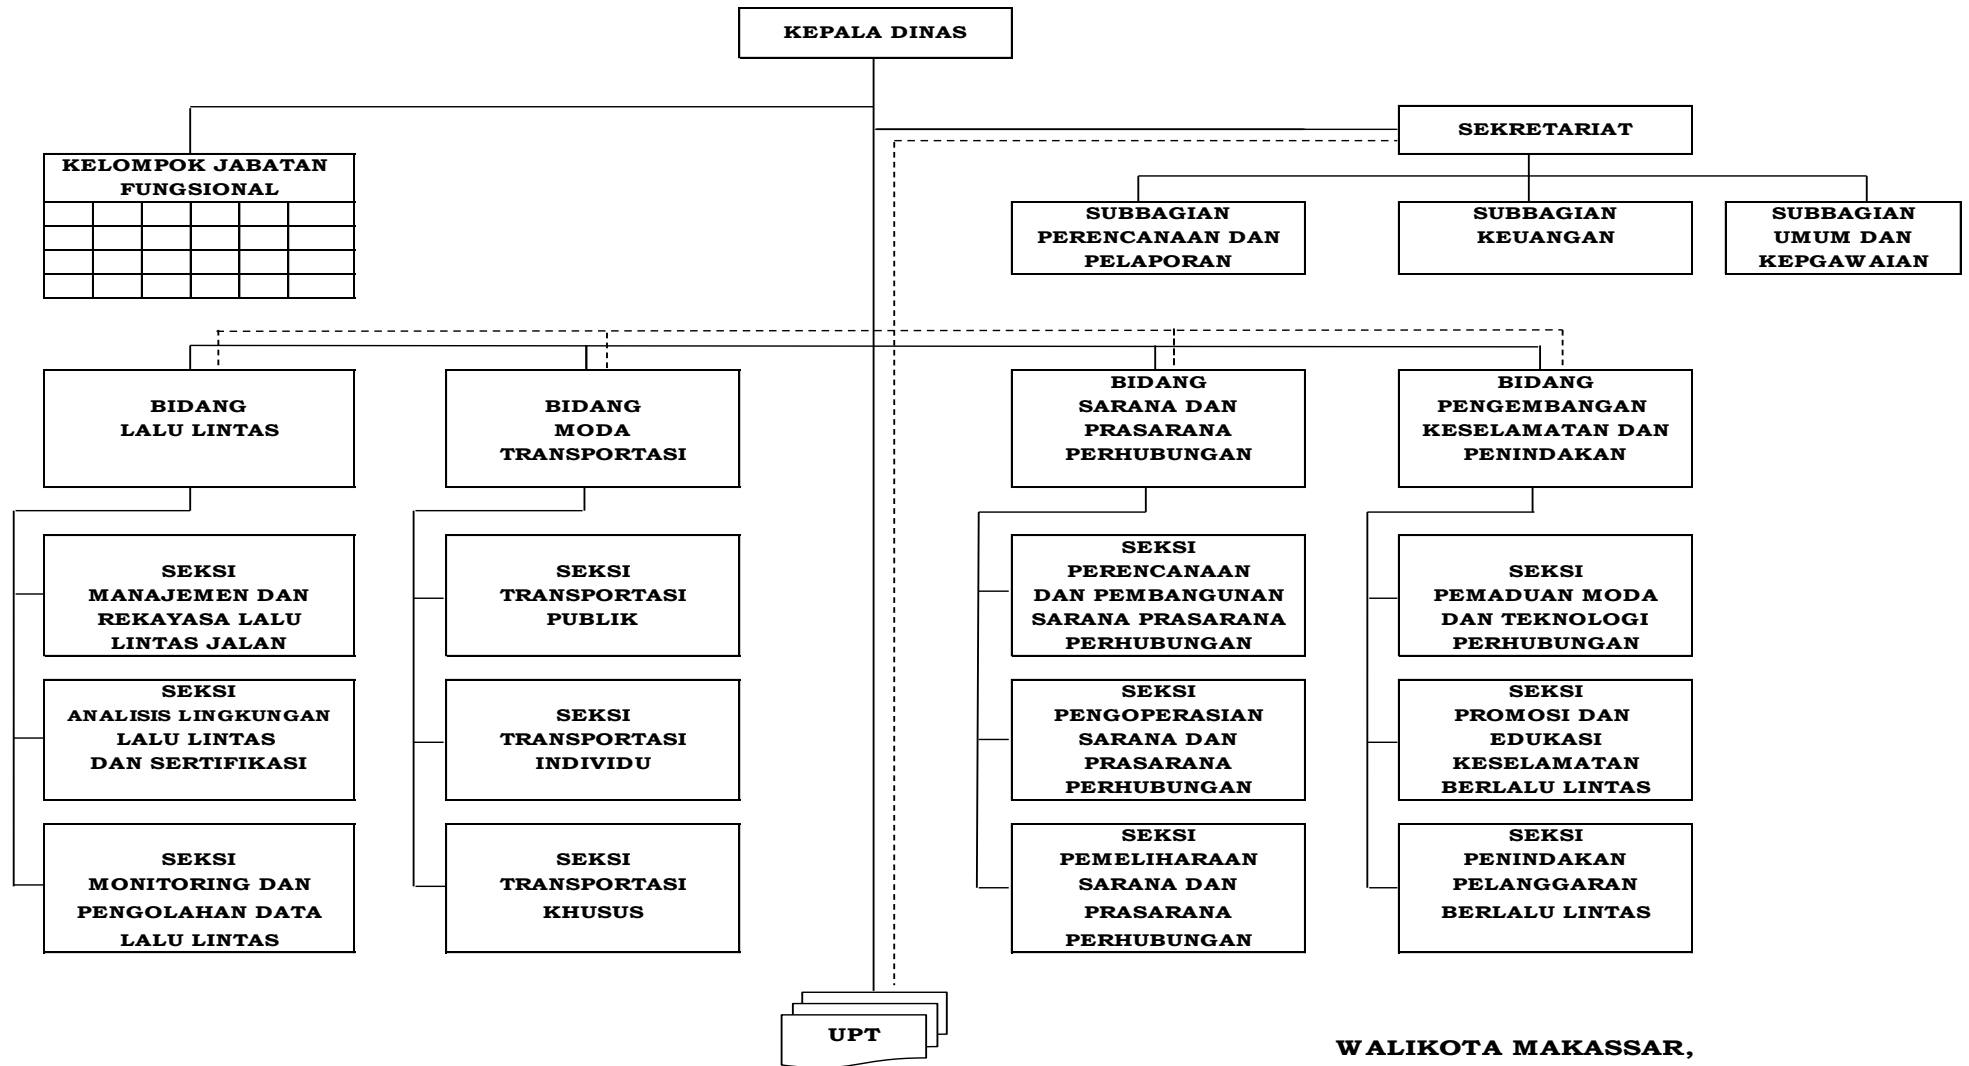 KEPALA DINAS
SEKRETARIAT
KELOMPOK JABATAN
FUNGSIONAL
SUBBAGIAN
PERENCANAAN DAN
PELAPORAN
SUBBAGIAN
KEUANGAN
SUBBAGIAN
UMUM DAN
KEPGAWAIAN
BIDANG
LALU LINTAS
BIDANG
MODA
TRANSPORTASI
BIDANG
SARANA DAN
PRASARANA
PERHUBUNGAN
BIDANG
PENGEMBANGAN
KESELAMATAN DAN
PENINDAKAN
SEKSI
MANAJEMEN DAN
REKAYASA LALU
LINTAS JALAN
SEKSI
TRANSPORTASI
PUBLIK
SEKSI
PERENCANAAN
DAN PEMBANGUNAN
SARANA PRASARANA
PERHUBUNGAN
SEKSI
PEMADUAN MODA
DAN TEKNOLOGI
PERHUBUNGAN
SEKSI
ANALISIS LINGKUNGAN
LALU LINTAS
DAN SERTIFIKASI
SEKSI
TRANSPORTASI
INDIVIDU
SEKSI
PENGOPERASIAN
SARANA DAN
PRASARANA
PERHUBUNGAN
SEKSI
PROMOSI DAN
EDUKASI
KESELAMATAN
BERLALU LINTAS
SEKSI
MONITORING DAN
PENGOLAHAN DATA
LALU LINTAS
SEKSI
TRANSPORTASI
KHUSUS
SEKSI
PEMELIHARAAN
SARANA DAN
PRASARANA
PERHUBUNGAN
SEKSI
PENINDAKAN
PELANGGARAN
BERLALU LINTAS
UPT
WALIKOTA MAKASSAR,